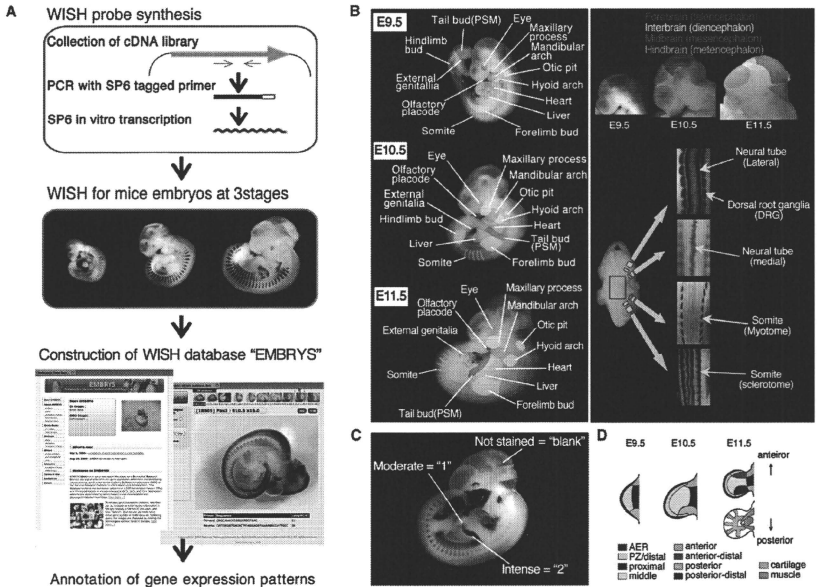 A
WISH probe synthesis
Collection of cDNA library
PCR with SP6 tagged primer
SP6 in vitro transcription
WISH for mice embryos at 3stages
Construction of WISH database "EMBRYS"
EMBRYS
Annotation of gene expression patterns
B
E9.5
Tail bud(PSM)
Eye
Maxillary process
Mandibular arch
Otic pit
Hyoid arch
Heart
Liver
Forelimb bud
Hindlimb bud
External genitallia
Olfactory placode
Somite
E10.5
Eye
Olfactory placode
External genitalia
Hindlimb bud
Liver
Somite
Maxillary process
Mandibular arch
Otic pit
Hyoid arch
Heart
Tail bud (PSM)
Forelimb bud
E11.5
Eye
Olfactory placode
External genitalia
Somite
Tail bud(PSM)
Maxillary process
Mandibular arch
Otic pit
Hyoid arch
Heart
Liver
Forelimb bud
Forebrain (telencephalon)
Interbrain (diencephalon)
Midbrain (mesencephalon)
Hindbrain (metencephalon)
E9.5
E10.5
E11.5
Neural tube (Lateral)
Dorsal root ganglia (DRG)
Neural tube (medial)
Somite (Myotome)
Somite (sclerotome)
C
Not stained = "blank"
Moderate = "1"
Intense = "2"
D
E9.5
E10.5
E11.5
anteiror
posterior
AER
PZ/distal
proximal
middle
anterior
anterior-distal
posterior
posterior-distal
cartilage
muscle